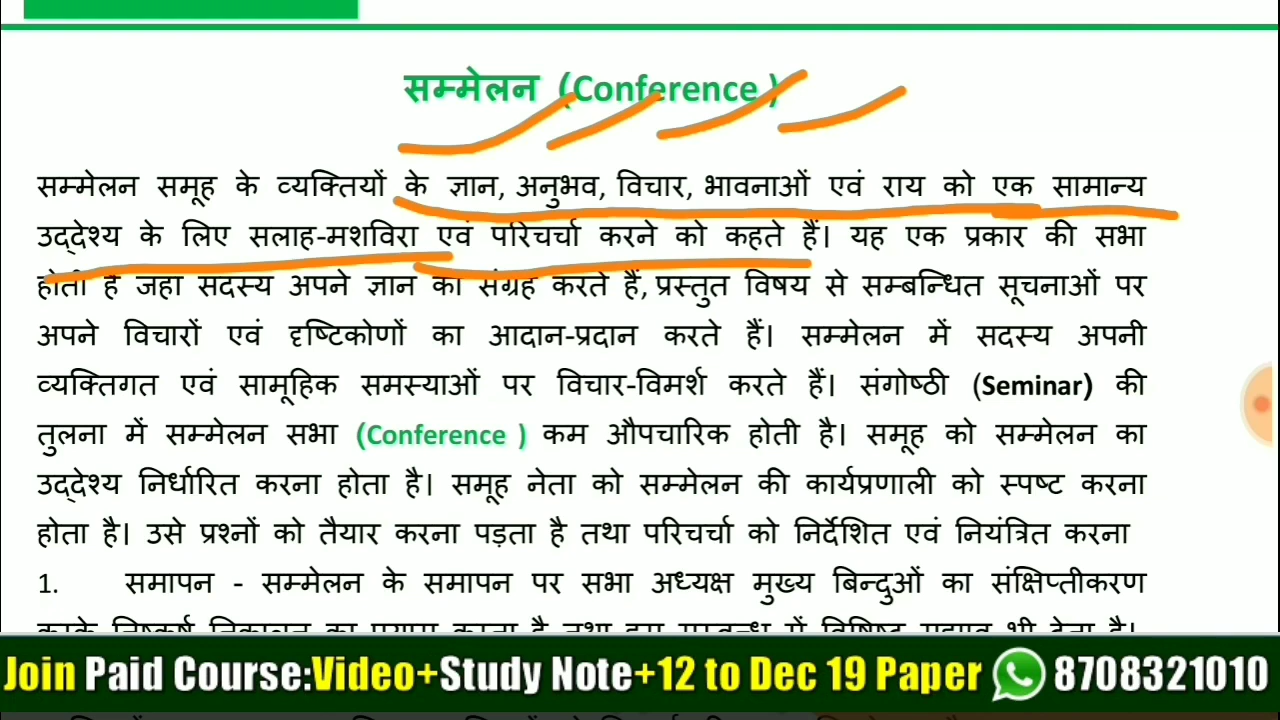 सम्मेलन (Conference )
सम्मेलन समूह के व्यक्तियों के ज्ञान, अनुभव, विचार, भावनाओं एवं राय को एक सामान्य
उद्देश्य के लिए सलाह-मशविरा एवं परिचर्चा करने को कहते हैं। यह एक प्रकार की सभा
होती है जहां सदस्य अपने ज्ञान का संग्रह करते हैं, प्रस्तुत विषय से सम्बन्धित सूचनाओं पर
अपने विचारों एवं दृष्टिकोणों का आदान-प्रदान करते हैं। सम्मेलन में सदस्य अपनी
व्यक्तिगत एवं सामूहिक समस्याओं पर विचार-विमर्श करते हैं। संगोष्ठी (Seminar) की
तुलना में सम्मेलन सभा (Conference ) कम औपचारिक होती है। समूह को सम्मेलन का
उद्देश्य निर्धारित करना होता है। समूह नेता को सम्मेलन की कार्यप्रणाली को स्पष्ट करना
होता है। उसे प्रश्नों को तैयार करना पड़ता है तथा परिचर्चा को निर्देशित एवं नियंत्रित करना
1. समापन - सम्मेलन के समापन पर सभा अध्यक्ष मुख्य बिन्दुओं का संक्षिप्तीकरण
Join Paid Course:Video+Study Note+12 to Dec 19 Paper 8708321010